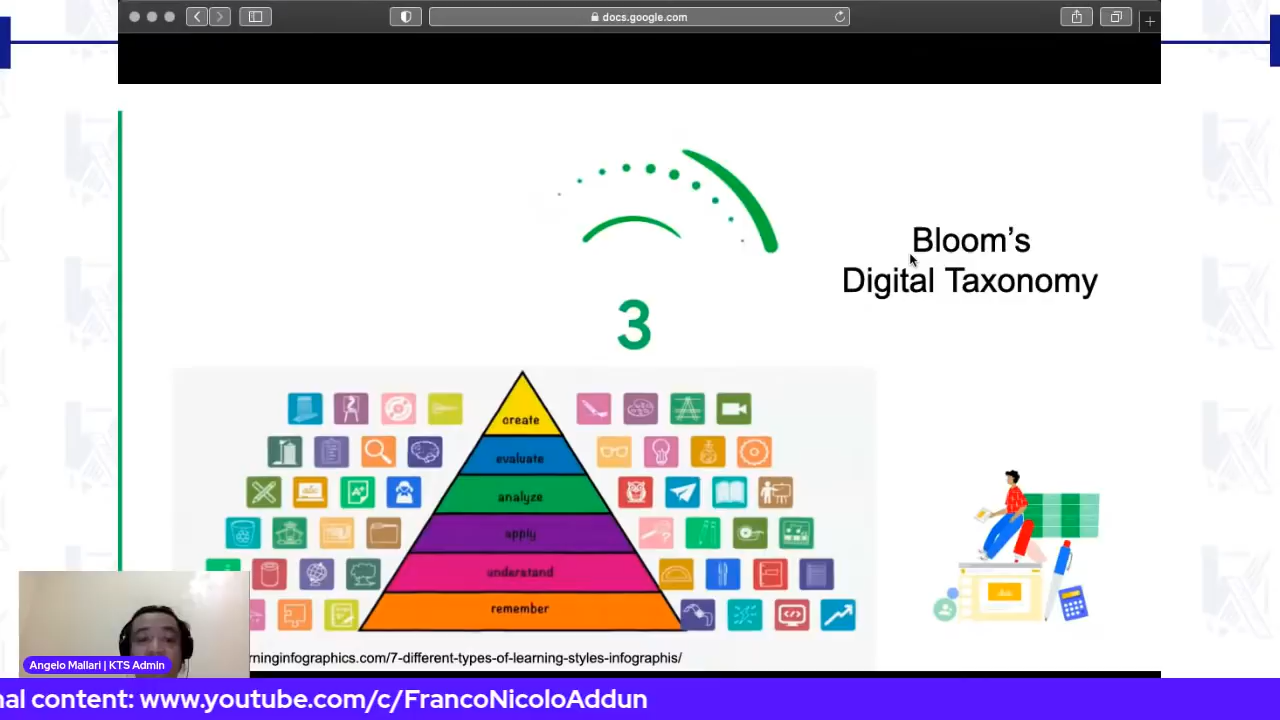 docs.google.com
Bloom's
Digital Taxonomy
3
create
evaluate
analyze
apply
understand
remember
rninginfographics.com/7-different-types-of-learning-styles-infographis/
Angelo Mallari | KTS Admin
nal content: www.youtube.com/c/FrancoNicoloAddun